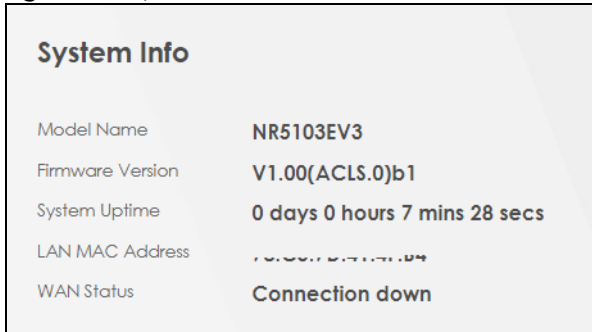 System Info
Model Name NR5103EV3
Firmware Version V1.00(ACLS.0)b1
System Uptime 0 days 0 hours 7 mins 28 secs
LAN MAC Address
WAN Status Connection down